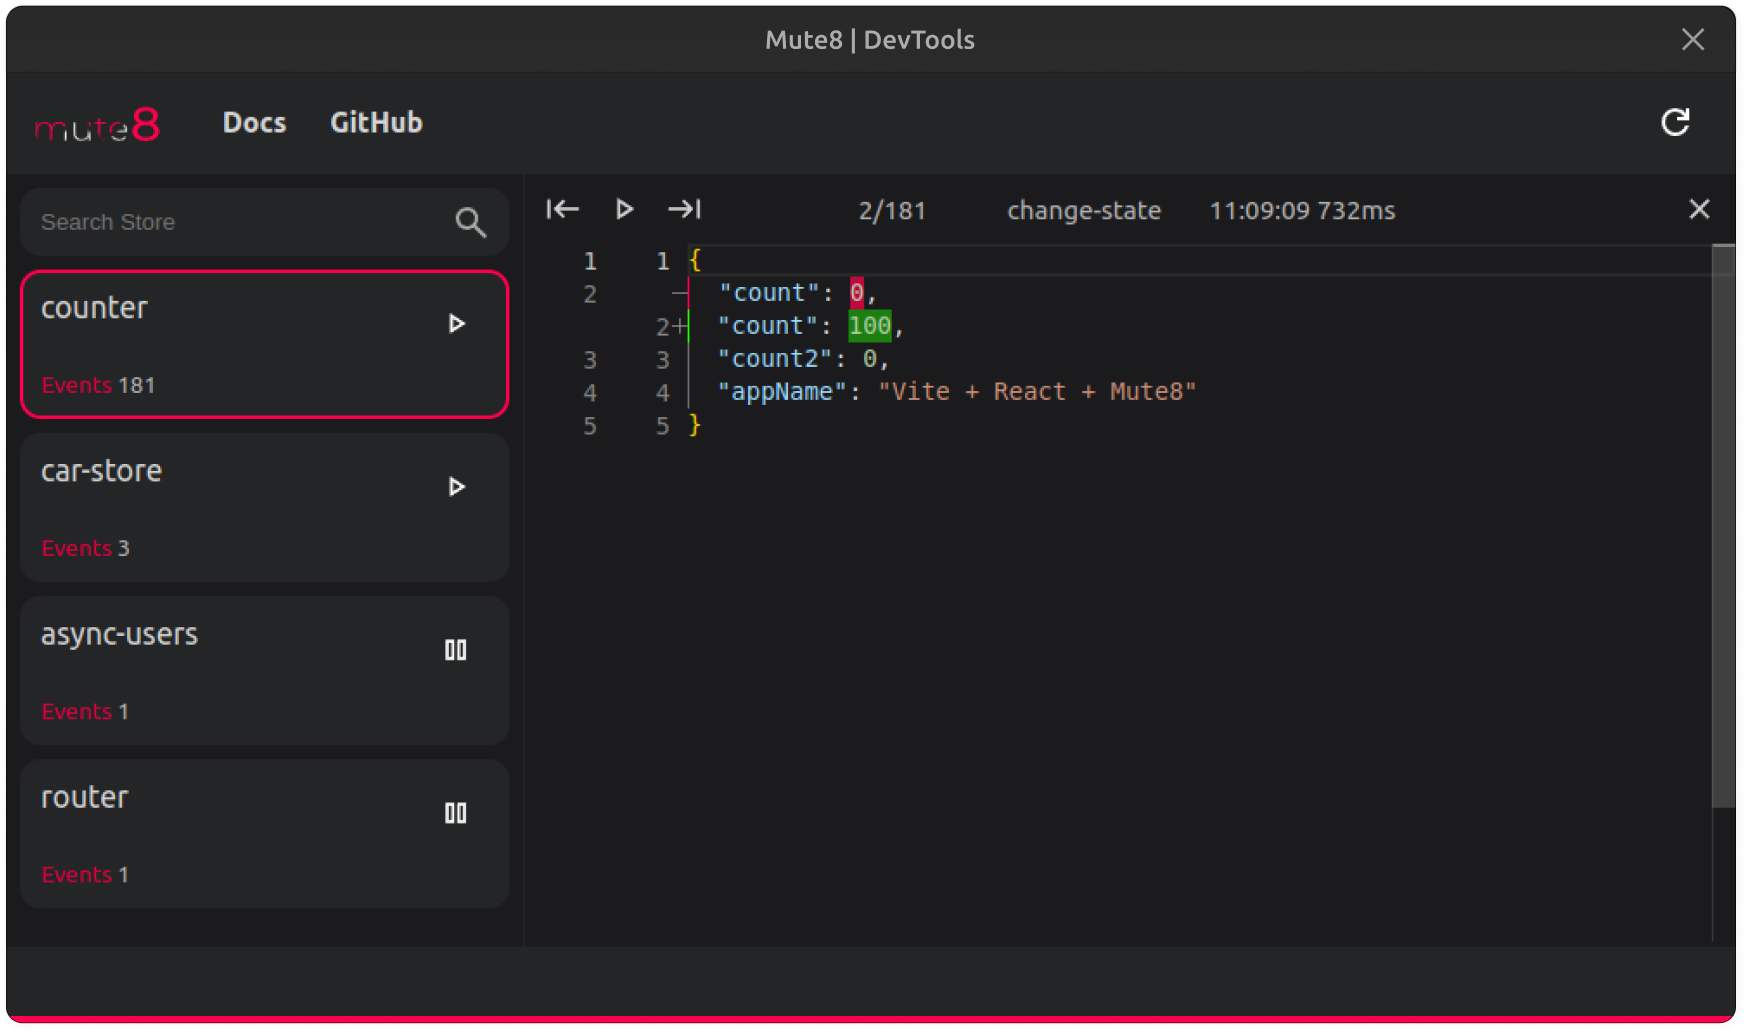 Mute8 | DevTools
mute8 Docs GitHub
Search Store
counter
Events 181
car-store
Events 3
async-users
Events 1
router
Events 1
2/181 change-state 11:09:09 732ms
1 1 {
2 — "count": 0,
2+ "count": 100,
3 3 "count2": 0,
4 4 "appName": "Vite + React + Mute8"
5 5 }